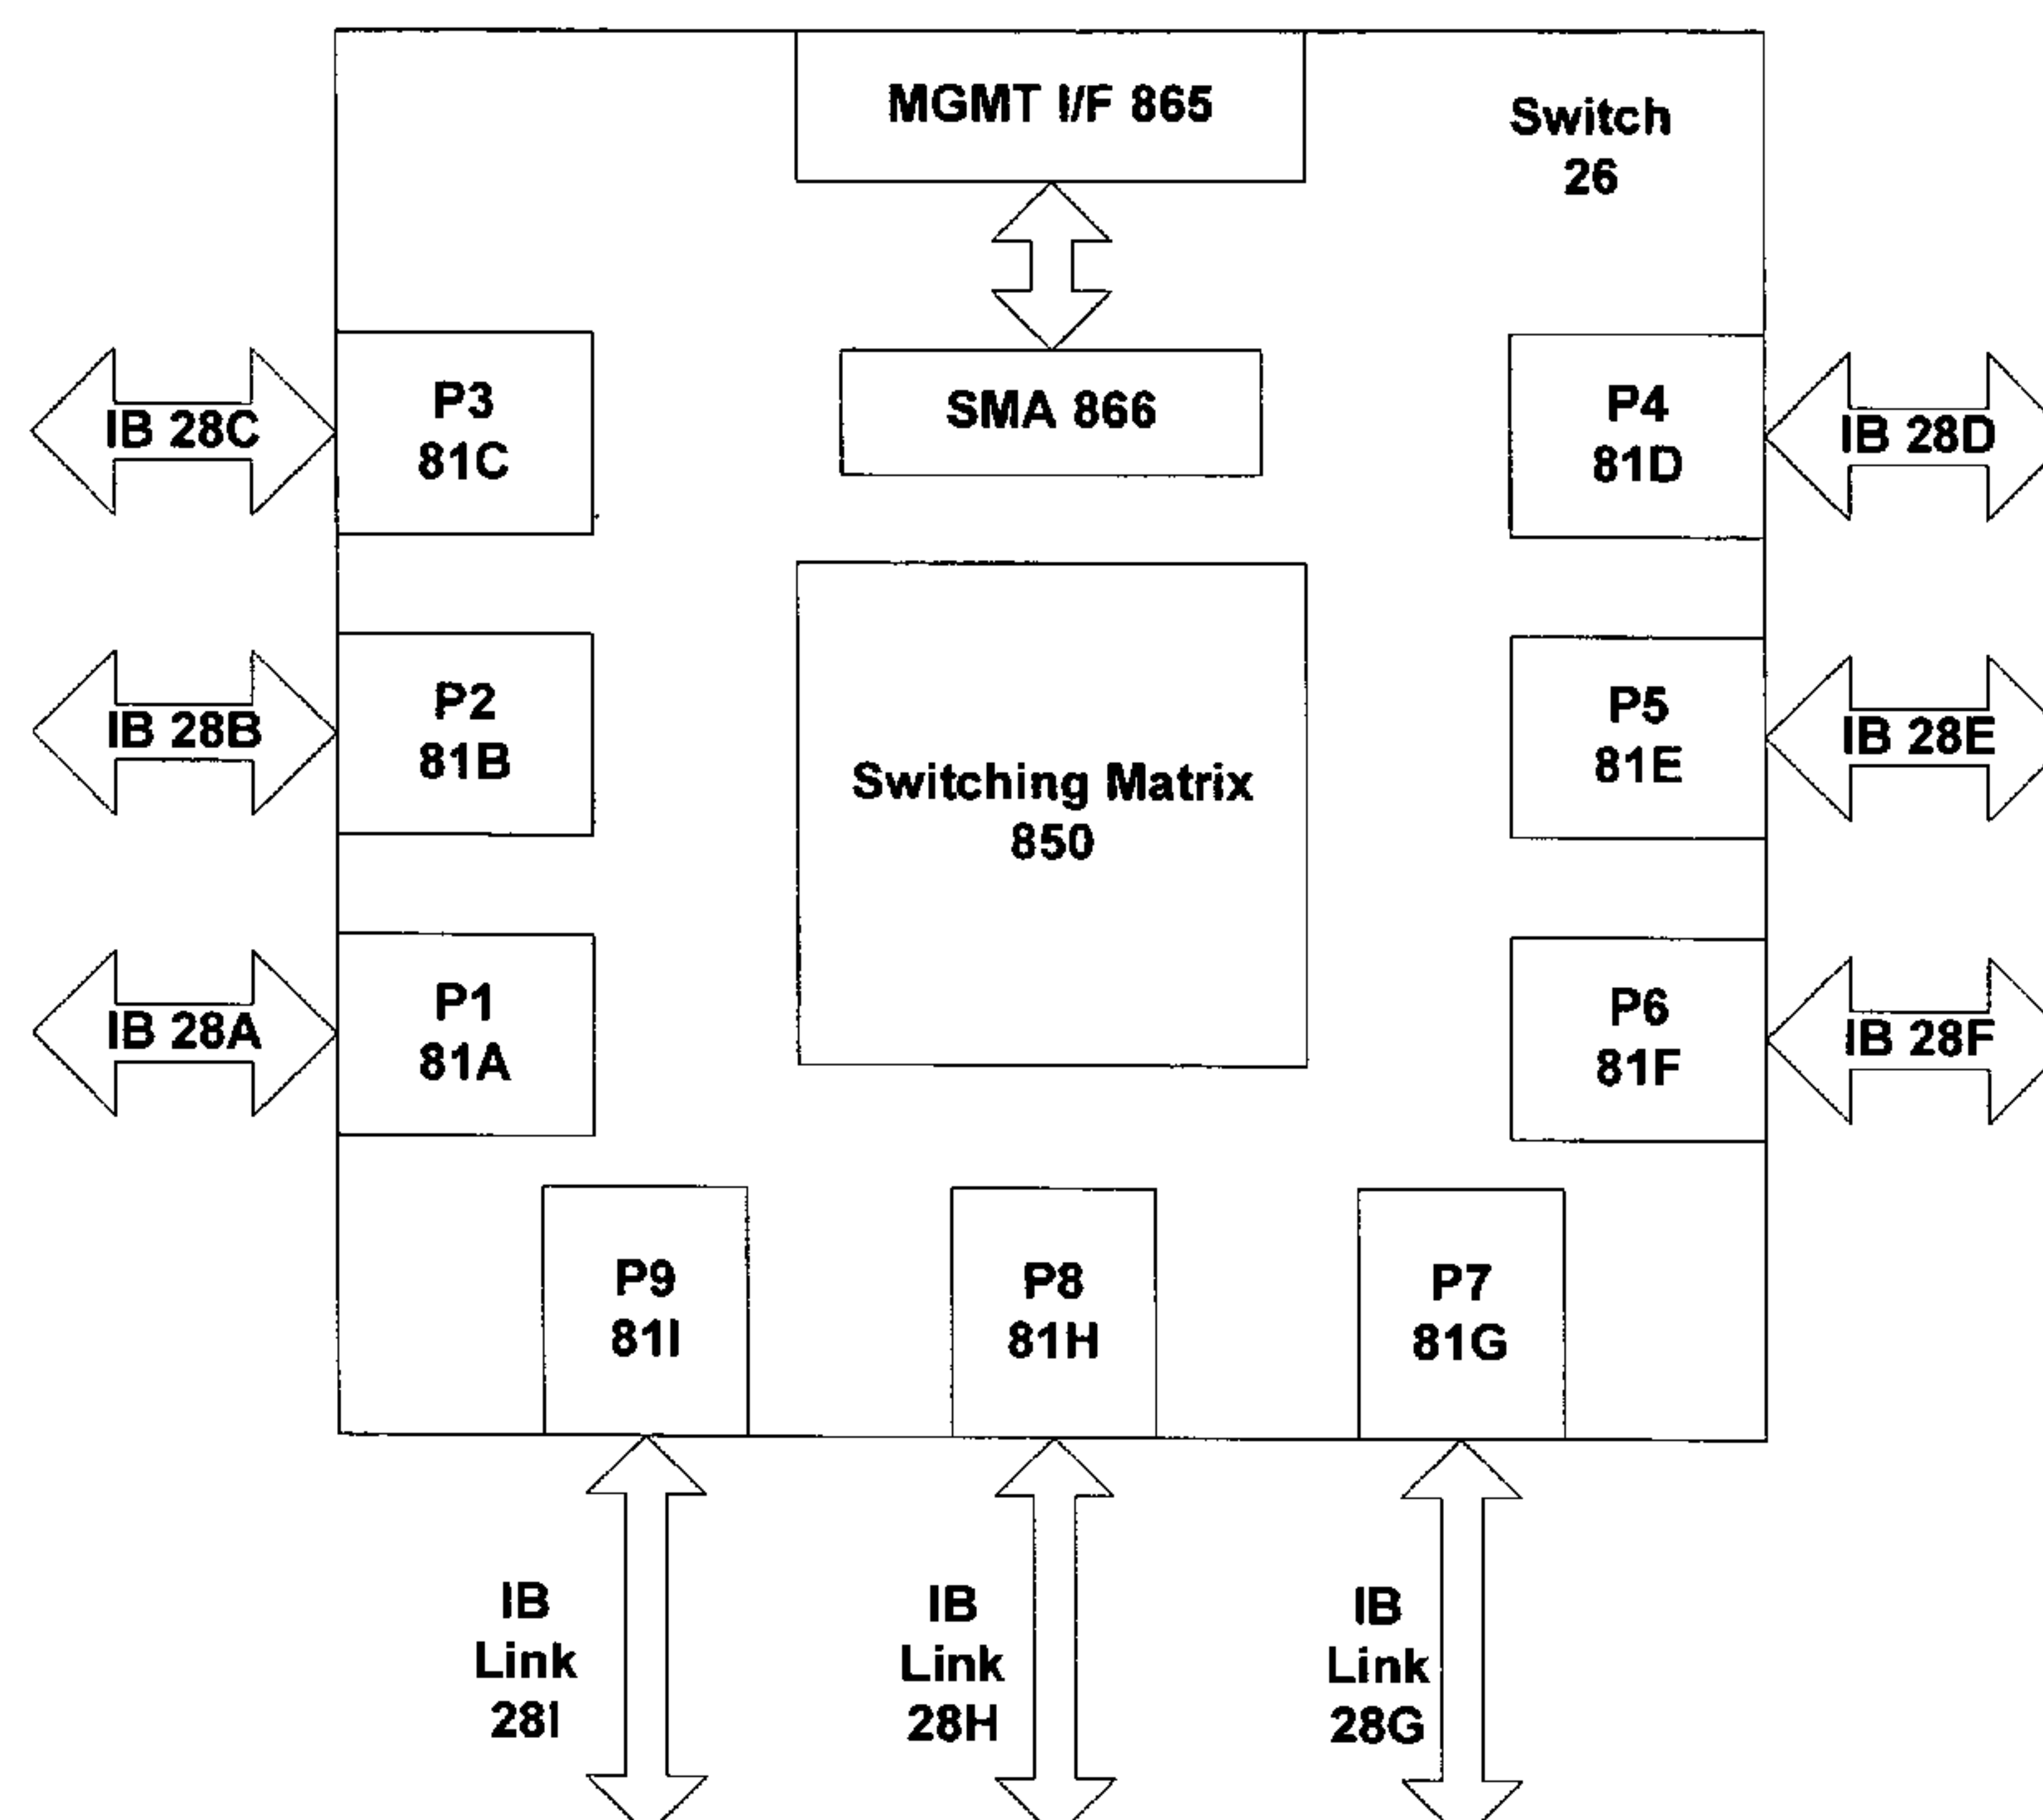 MGMT I/F 865
Switch
26
SMA 866
IB 28C
P3
81C
P4
81D
IB 28D
IB 28B
P2
81B
Switching Matrix
850
P5
81E
IB 28E
IB 28A
P1
81A
P6
81F
IB 28F
P9
81I
P8
81H
P7
81G
IB
Link
28I
IB
Link
28H
IB
Link
28G